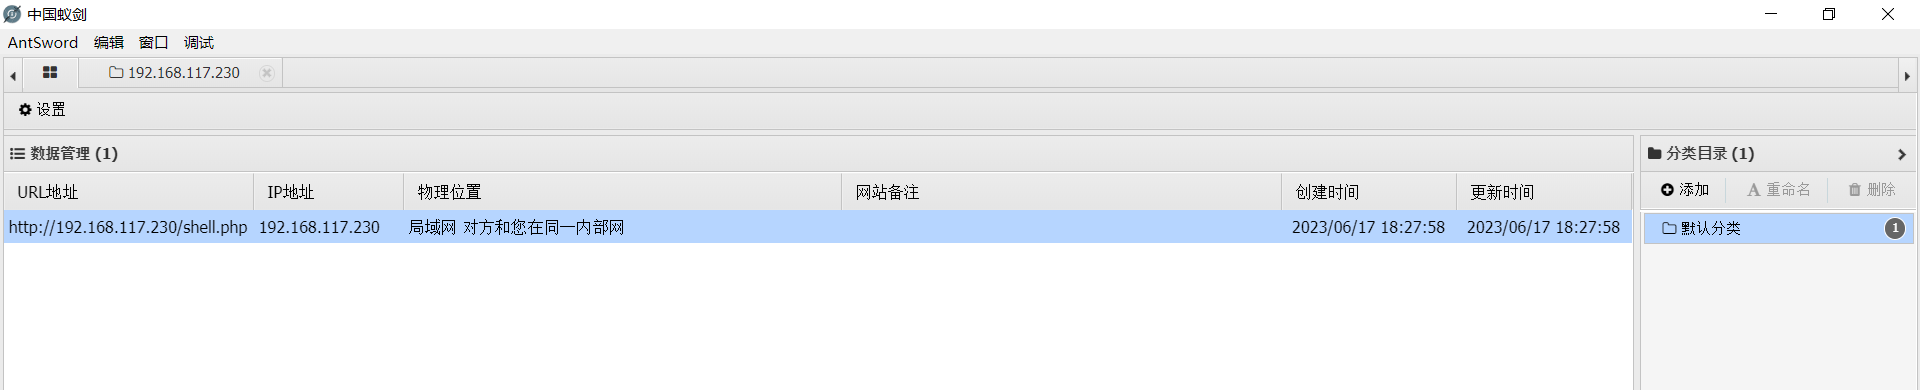 中国蚁剑
AntSword 编辑 窗口 调试
192.168.117.230
设置
数据管理 (1)
分类目录 (1)
URL地址 IP地址 物理位置 网站备注 创建时间 更新时间
添加 重命名 删除
http://192.168.117.230/shell.php 192.168.117.230 局域网 对方和您在同一内部网 2023/06/17 18:27:58 2023/06/17 18:27:58
默认分类 1